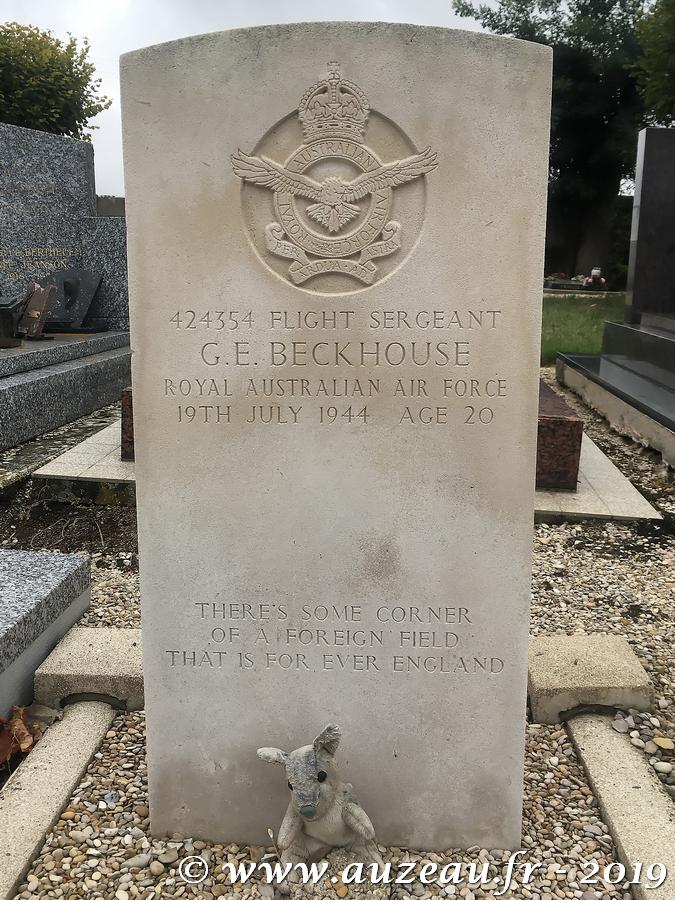 ROYAL AUSTRALIAN AIR FORCE
PER ARDUA AD ASTRA
424354 FLIGHT SERGEANT
G.E. BECKHOUSE
ROYAL AUSTRALIAN AIR FORCE
19TH JULY 1944 AGE 20
THERE'S SOME CORNER
OF A FOREIGN FIELD
THAT IS FOR EVER ENGLAND
© www.auzeau.fr - 2019